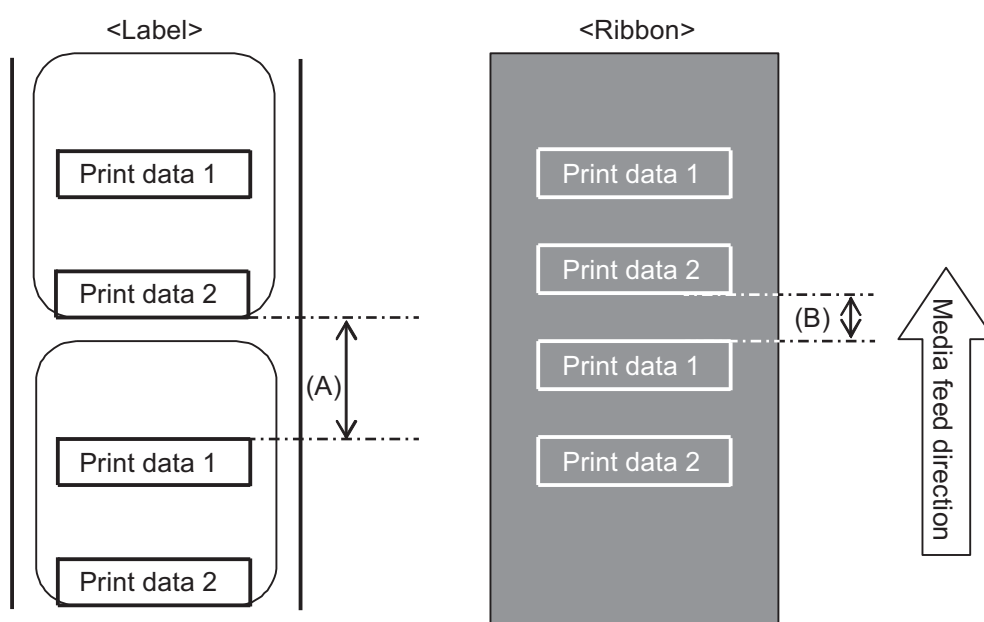 <Label>
Print data 1
Print data 2
(A)
Print data 1
Print data 2
<Ribbon>
Print data 1
Print data 2
(B)
Print data 1
Print data 2
Media feed direction